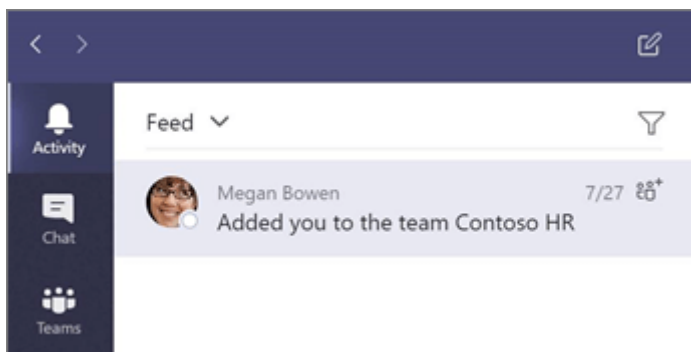 Activity
Chat
Teams
Feed
Megan Bowen 7/27
Added you to the team Contoso HR